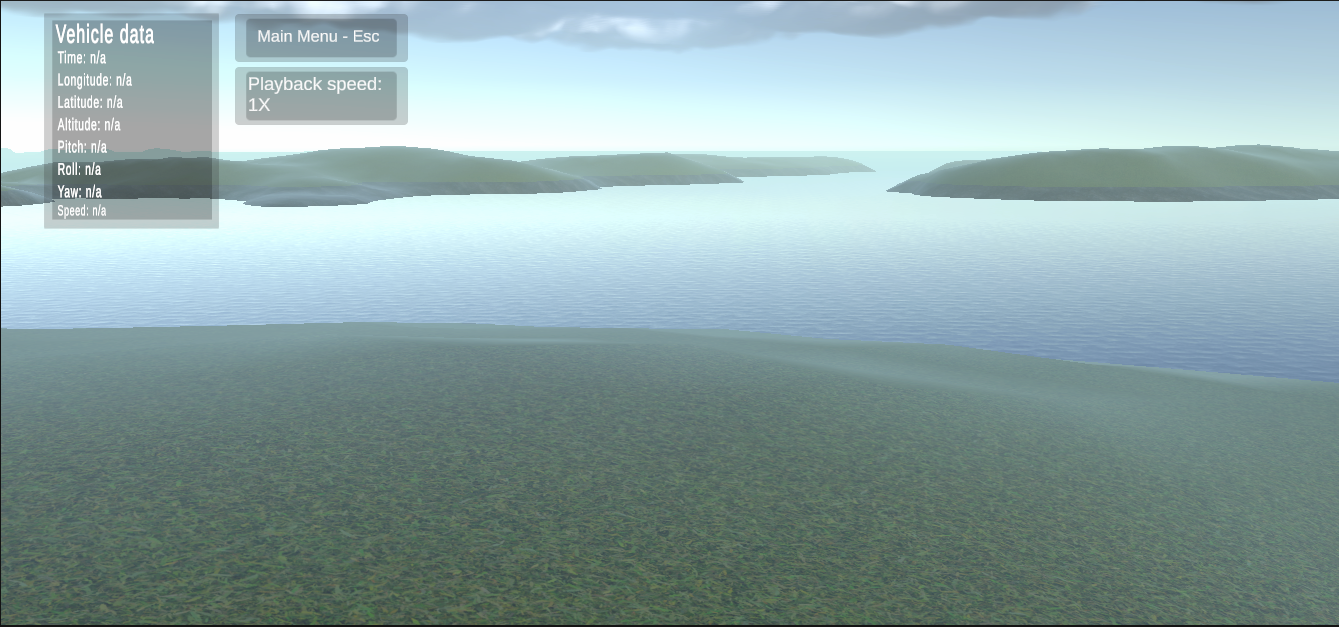 Vehicle data
Time: n/a
Longitude: n/a
Latitude: n/a
Altitude: n/a
Pitch: n/a
Roll: n/a
Yaw: n/a
Speed: n/a
Main Menu - Esc
Playback speed:
1X